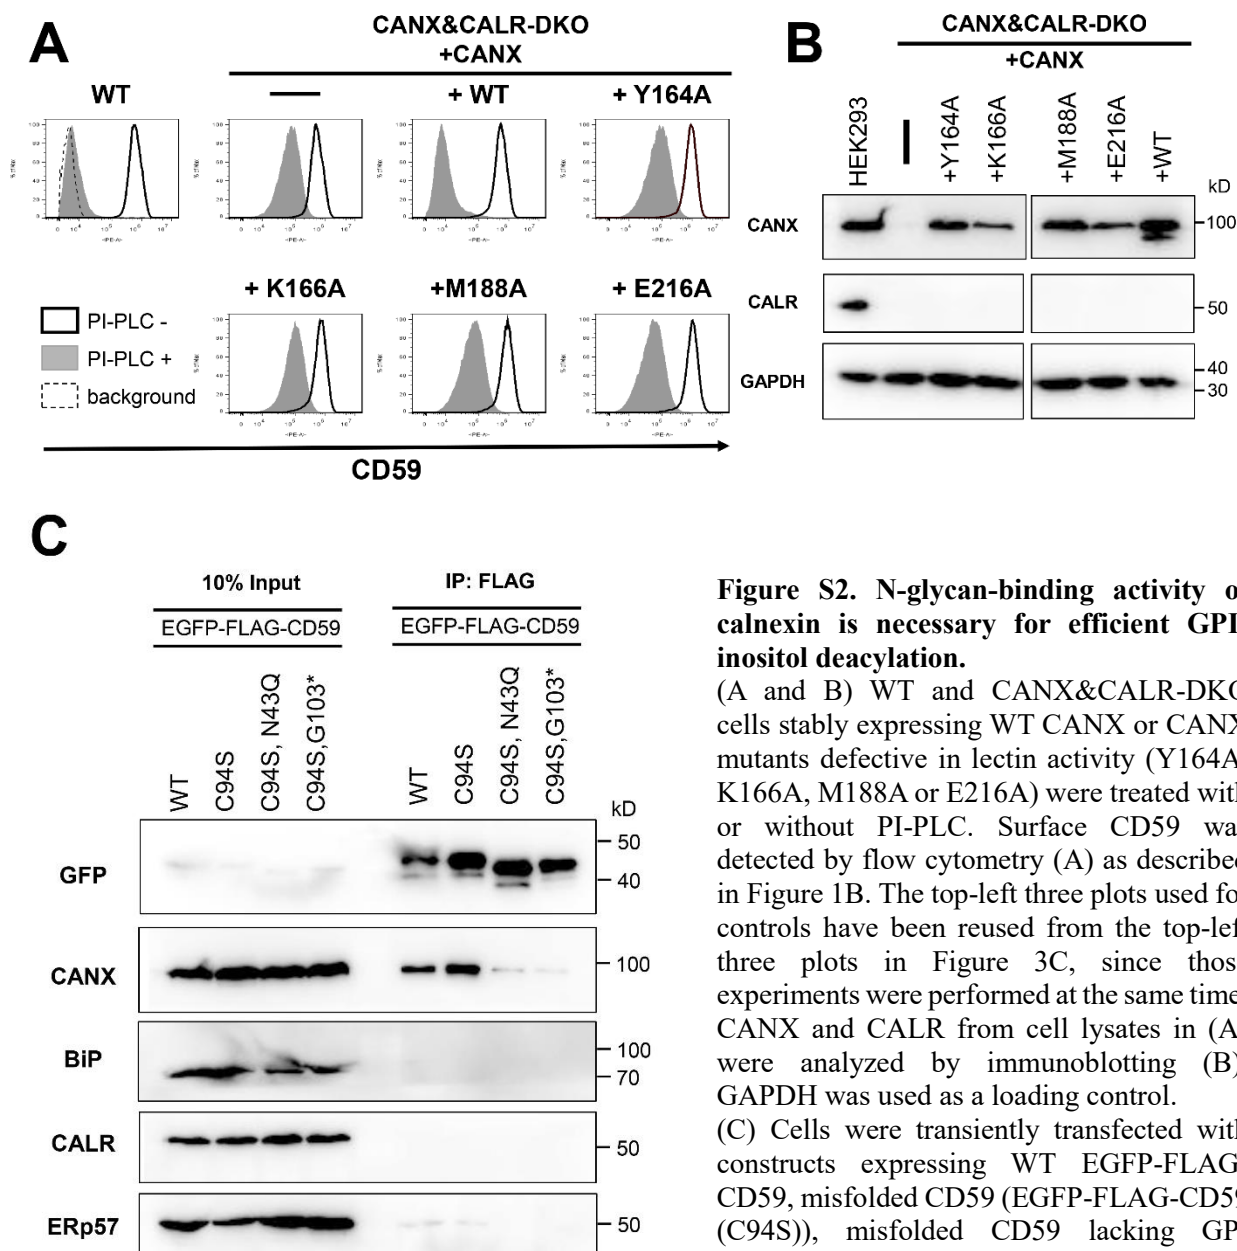 A
CANX&CALR-DKO
+CANX
WT
+ WT
+ Y164A
+ K166A
+M188A
+ E216A
PI-PLC -
PI-PLC +
background
CD59
B
CANX&CALR-DKO
+CANX
HEK293
+Y164A
+K166A
+M188A
+E216A
+WT
kD
CANX
100
CALR
50
GAPDH
40
30
C
10% Input
IP: FLAG
EGFP-FLAG-CD59
EGFP-FLAG-CD59
WT
C94S
C94S, N43Q
C94S,G103*
WT
C94S
C94S, N43Q
C94S,G103*
kD
GFP
50
40
CANX
100
BiP
100
70
CALR
50
ERp57
50
Figure S2. N-glycan-binding activity o
calnexin is necessary for efficient GPI
inositol deacylation.
(A and B) WT and CANX&CALR-DKO
cells stably expressing WT CANX or CANX
mutants defective in lectin activity (Y164A
K166A, M188A or E216A) were treated with
or without PI-PLC. Surface CD59 wa
detected by flow cytometry (A) as described
in Figure 1B. The top-left three plots used fo
controls have been reused from the top-lef
three plots in Figure 3C, since thos
experiments were performed at the same time
CANX and CALR from cell lysates in (A
were analyzed by immunoblotting (B)
GAPDH was used as a loading control.
(C) Cells were transiently transfected with
constructs expressing WT EGFP-FLAG
CD59, misfolded CD59 (EGFP-FLAG-CD59
(C94S)), misfolded CD59 lacking GP